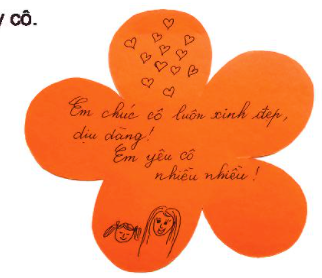 y cô.
Em chúc cô luôn xinh đẹp,
dịu dàng!
Em yêu cô
nhiều nhiều!